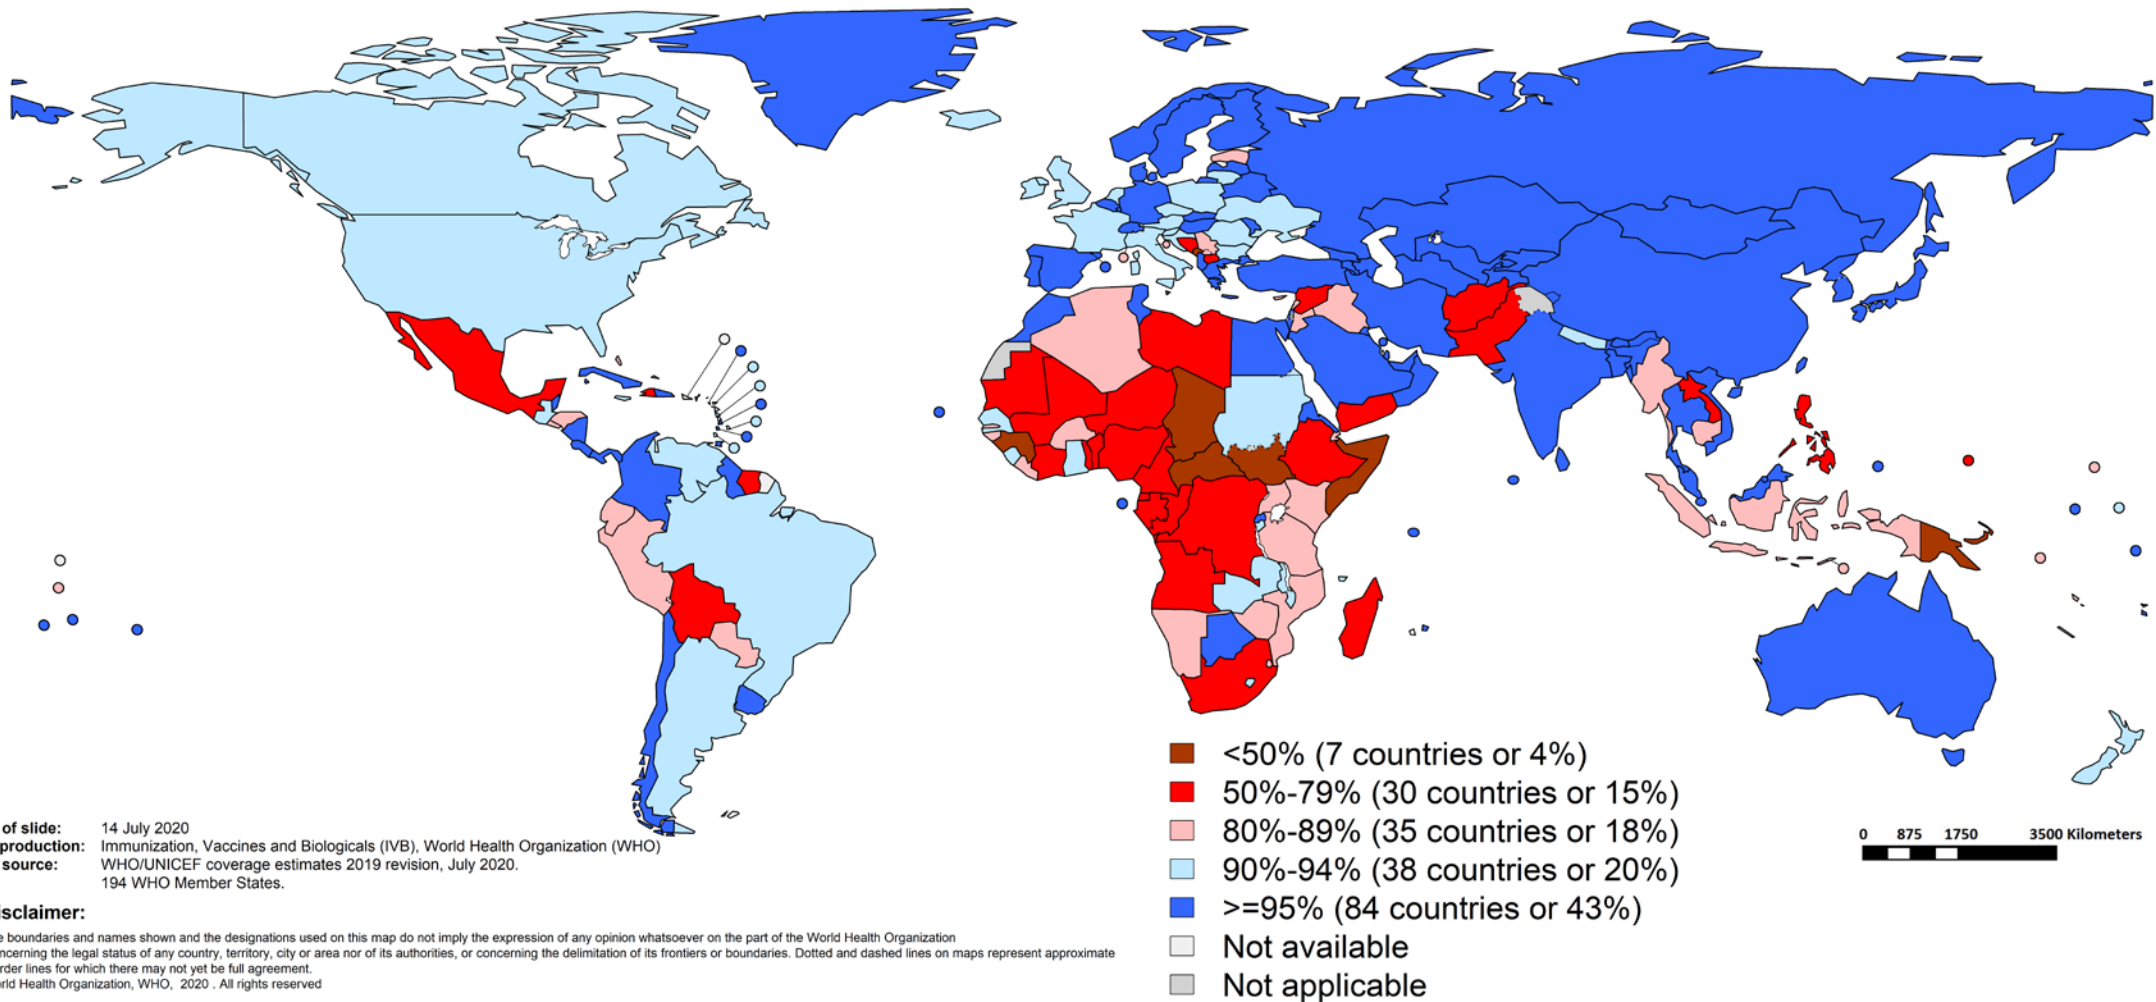 <50% (7 countries or 4%)
50%-79% (30 countries or 15%)
80%-89% (35 countries or 18%)
90%-94% (38 countries or 20%)
>=95% (84 countries or 43%)
Not available
Not applicable
0 875 1750 3500 Kilometers
of slide: 14 July 2020
production: Immunization, Vaccines and Biologicals (IVB), World Health Organization (WHO)
source: WHO/UNICEF coverage estimates 2019 revision, July 2020.
194 WHO Member States.
isclaimer:
e boundaries and names shown and the designations used on this map do not imply the expression of any opinion whatsoever on the part of the World Health Organization
ncerning the legal status of any country, territory, city or area nor of its authorities, or concerning the delimitation of its frontiers or boundaries. Dotted and dashed lines on maps represent approximate
rder lines for which there may not yet be full agreement.
orld Health Organization, WHO, 2020 . All rights reserved